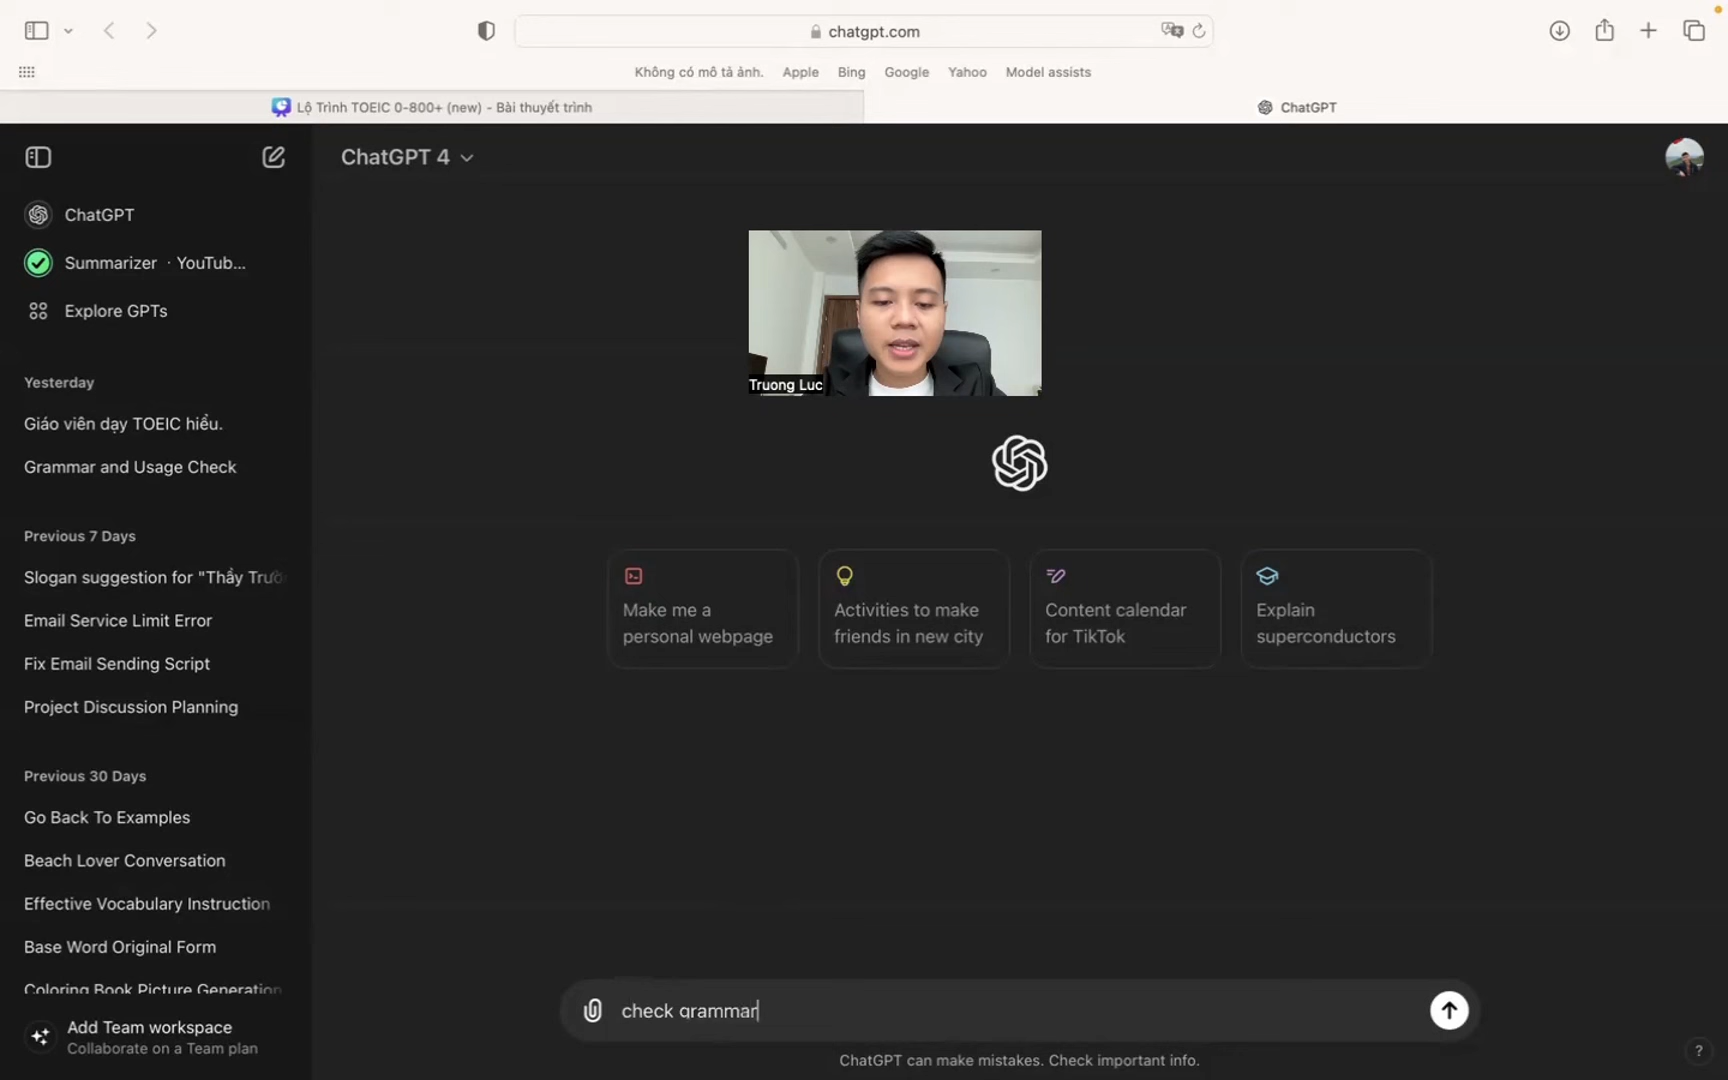 chatgpt.com
Không có mô tả ảnh.
Apple
Bing
Google
Yahoo
Model assists
Lộ Trình TOEIC 0-800+ (new) - Bài thuyết trình
ChatGPT
ChatGPT 4
ChatGPT
Summarizer · YouTub...
Explore GPTs
Yesterday
Giáo viên dạy TOEIC hiểu.
Grammar and Usage Check
Previous 7 Days
Slogan suggestion for "Thầy Trườ
Email Service Limit Error
Fix Email Sending Script
Project Discussion Planning
Previous 30 Days
Go Back To Examples
Beach Lover Conversation
Effective Vocabulary Instruction
Base Word Original Form
Coloring Book Picture Generation
Add Team workspace
Collaborate on a Team plan
Truong Luc
Make me a
personal webpage
Activities to make
friends in new city
Content calendar
for TikTok
Explain
superconductors
check grammar
ChatGPT can make mistakes. Check important info.
?